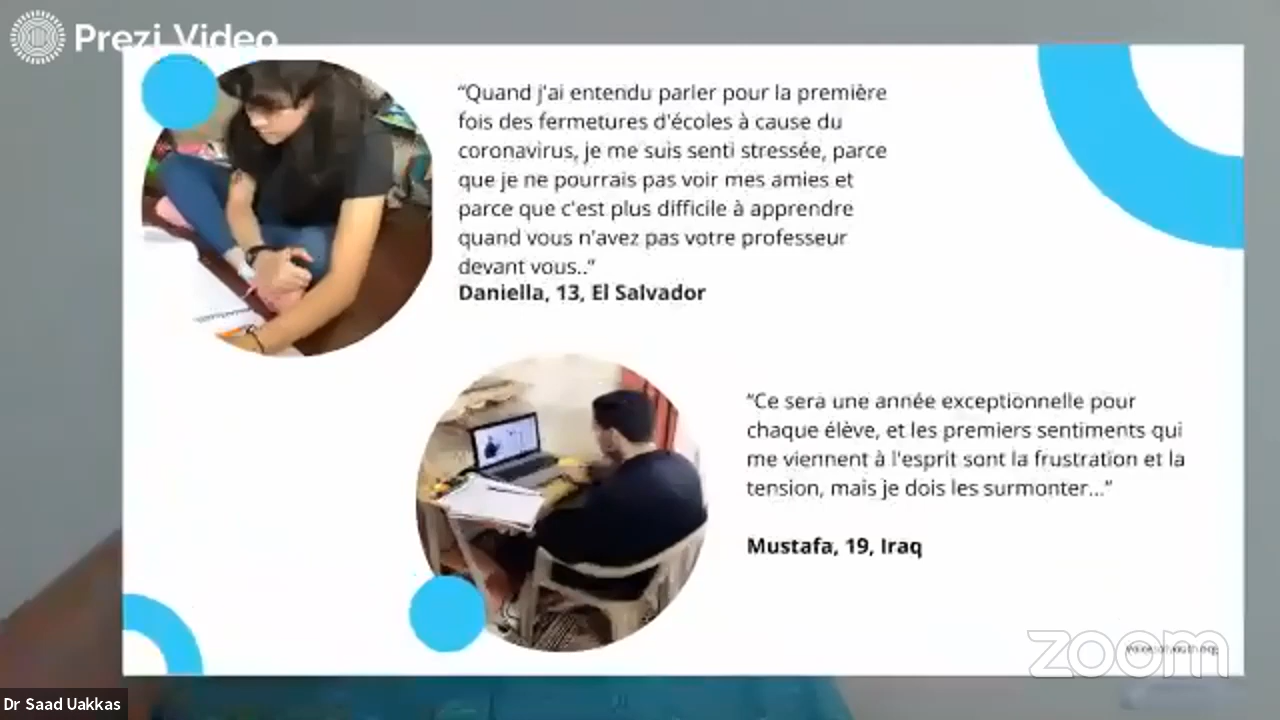 Prezi Video
“Quand j'ai entendu parler pour la première
fois des fermetures d'écoles à cause du
coronavirus, je me suis senti stressée, parce
que je ne pourrais pas voir mes amies et
parce que c'est plus difficile à apprendre
quand vous n'avez pas votre professeur
devant vous..”
Daniella, 13, El Salvador
“Ce sera une année exceptionnelle pour
chaque élève, et les premiers sentiments qui
me viennent à l'esprit sont la frustration et la
tension, mais je dois les surmonter...”
Mustafa, 19, Iraq
zoom
Dr Saad Uakkas